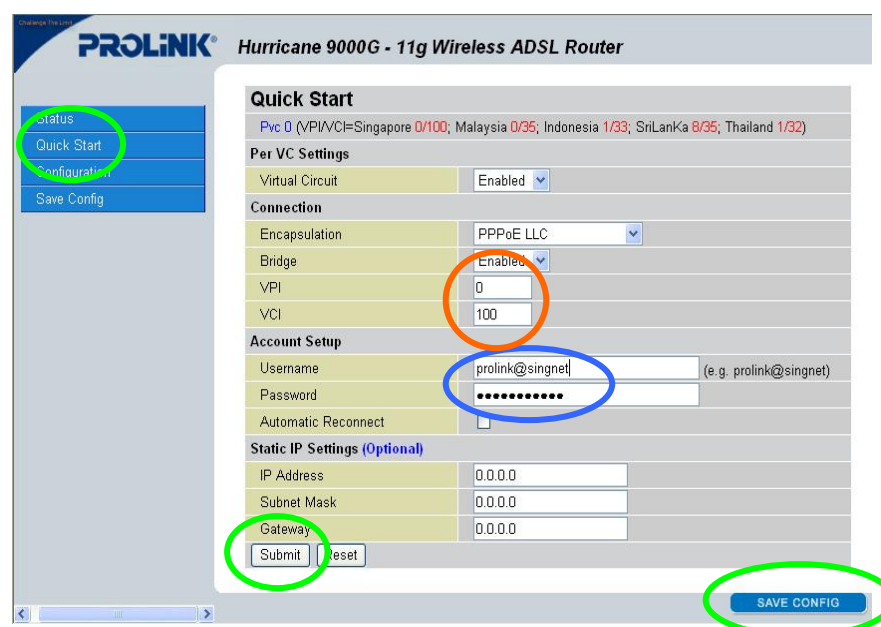 Challenge The Limit
PROLiNK®
Hurricane 9000G - 11g Wireless ADSL Router
Status
Quick Start
Configuration
Save Config
Quick Start
Pvc 0 (VPI/VCI=Singapore 0/100; Malaysia 0/35; Indonesia 1/33; SriLanKa 8/35; Thailand 1/32)
Per VC Settings
Virtual Circuit Enabled
Connection
Encapsulation PPPoE LLC
Bridge Enabled
VPI 0
VCI 100
Account Setup
Username prolink@singnet (e.g. prolink@singnet)
Password ●●●●●●●●●●●
Automatic Reconnect
Static IP Settings (Optional)
IP Address 0.0.0.0
Subnet Mask 0.0.0.0
Gateway 0.0.0.0
Submit Reset
SAVE CONFIG